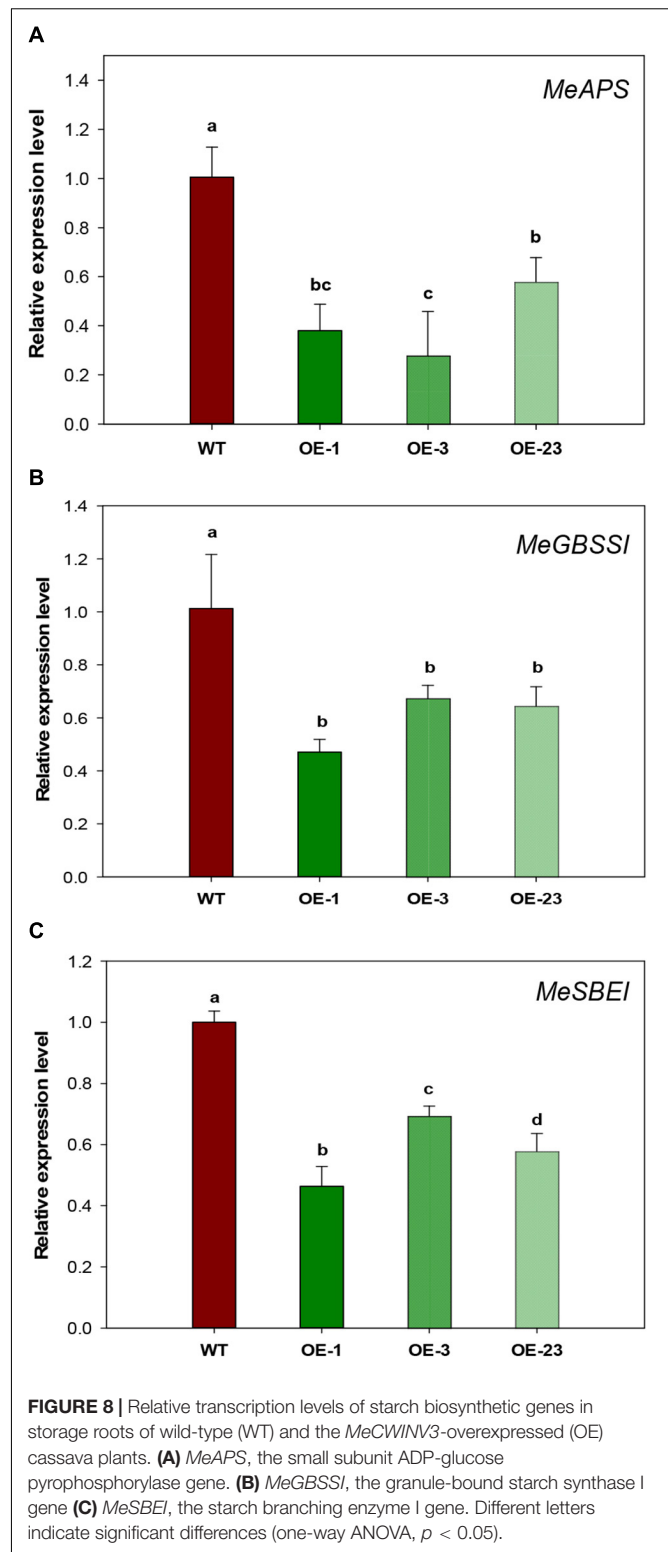 A
MeAPS
Relative expression level
1.4
1.2
1.0
0.8
0.6
0.4
0.2
0.0
a
bc
c
b
WT OE-1 OE-3 OE-23
B
MeGBSSI
Relative expression level
1.4
1.2
1.0
0.8
0.6
0.4
0.2
0.0
a
b
b
b
WT OE-1 OE-3 OE-23
C
MeSBEI
Relative expression level
1.2
1.0
0.8
0.6
0.4
0.2
0.0
a
b
c
d
WT OE-1 OE-3 OE-23
FIGURE 8 | Relative transcription levels of starch biosynthetic genes in
storage roots of wild-type (WT) and the MeCWINV3-overexpressed (OE)
cassava plants. (A) MeAPS, the small subunit ADP-glucose
pyrophosphorylase gene. (B) MeGBSSI, the granule-bound starch synthase I
gene (C) MeSBEI, the starch branching enzyme I gene. Different letters
indicate significant differences (one-way ANOVA, p < 0.05).